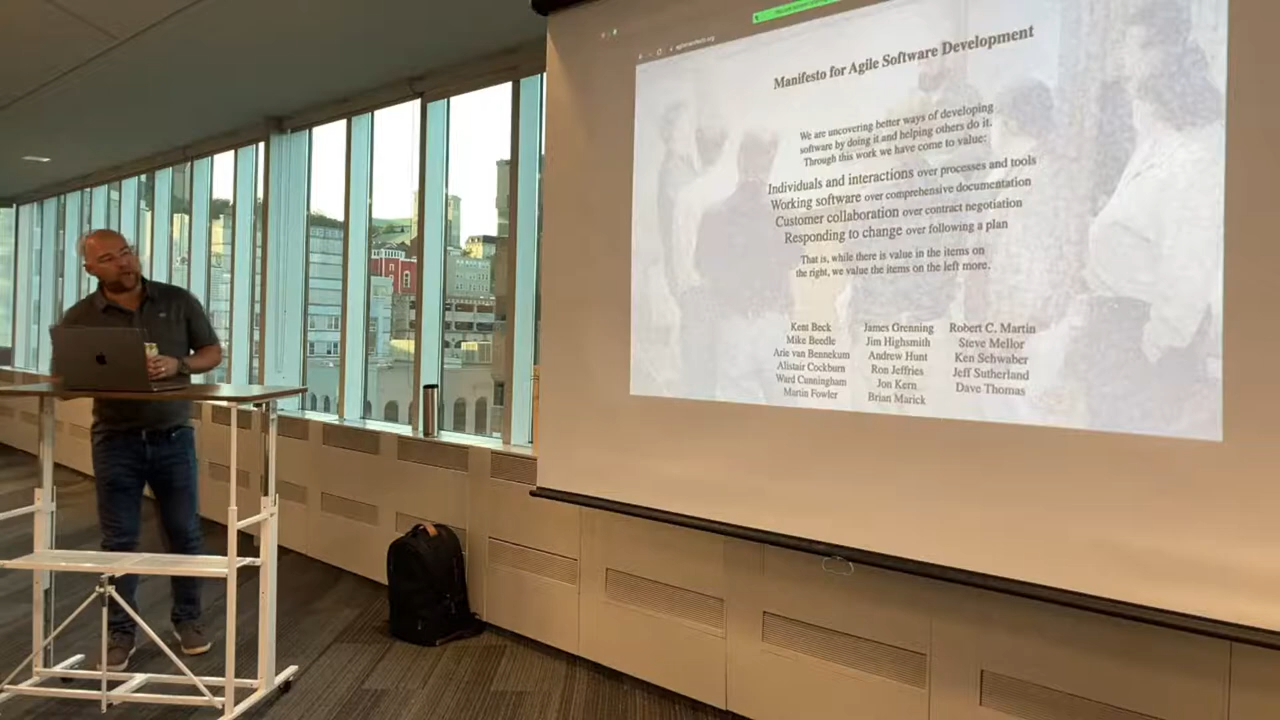 agilemanifesto.org
Manifesto for Agile Software Development
We are uncovering better ways of developing
software by doing it and helping others do it.
Through this work we have come to value:
Individuals and interactions over processes and tools
Working software over comprehensive documentation
Customer collaboration over contract negotiation
Responding to change over following a plan
That is, while there is value in the items on
the right, we value the items on the left more.
Kent Beck
Mike Beedle
Arie van Bennekum
Alistair Cockburn
Ward Cunningham
Martin Fowler
James Grenning
Jim Highsmith
Andrew Hunt
Ron Jeffries
Jon Kern
Brian Marick
Robert C. Martin
Steve Mellor
Ken Schwaber
Jeff Sutherland
Dave Thomas